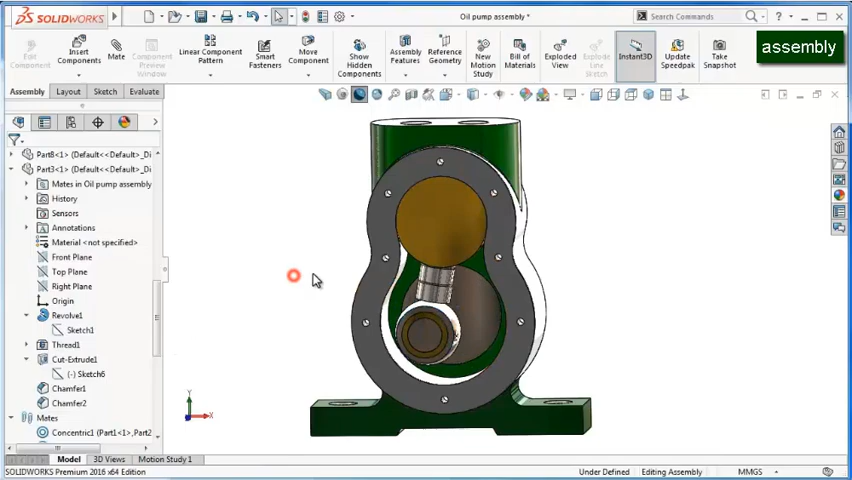 SOLIDWORKS
Oil pump assembly *
Search Commands
assembly
Edit Component
Insert Components
Mate
Component Preview Window
Linear Component Pattern
Smart Fasteners
Move Component
Show Hidden Components
Assembly Features
Reference Geometry
New Motion Study
Bill of Materials
Exploded View
Explode Line Sketch
Instant3D
Update Speedpak
Take Snapshot
Assembly Layout Sketch Evaluate
Part8<1> (Default<<Default>_Di
Part3<1> (Default<<Default>_Di
Mates in Oil pump assembly
History
Sensors
Annotations
Material <not specified>
Front Plane
Top Plane
Right Plane
Origin
Revolve1
Sketch1
Thread1
Cut-Extrude1
(-) Sketch6
Chamfer1
Chamfer2
Mates
Concentric1 (Part1<1>,Part2
Y
X
Model 3D Views Motion Study 1
SOLIDWORKS Premium 2016 x64 Edition
Under Defined Editing Assembly MMGS